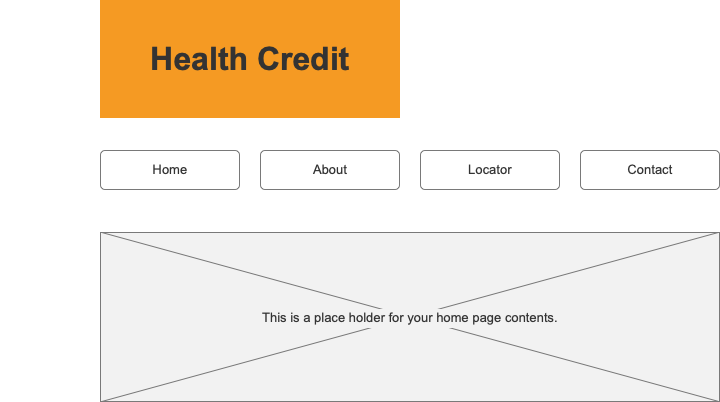 Health Credit
Home
About
Locator
Contact
This is a place holder for your home page contents.